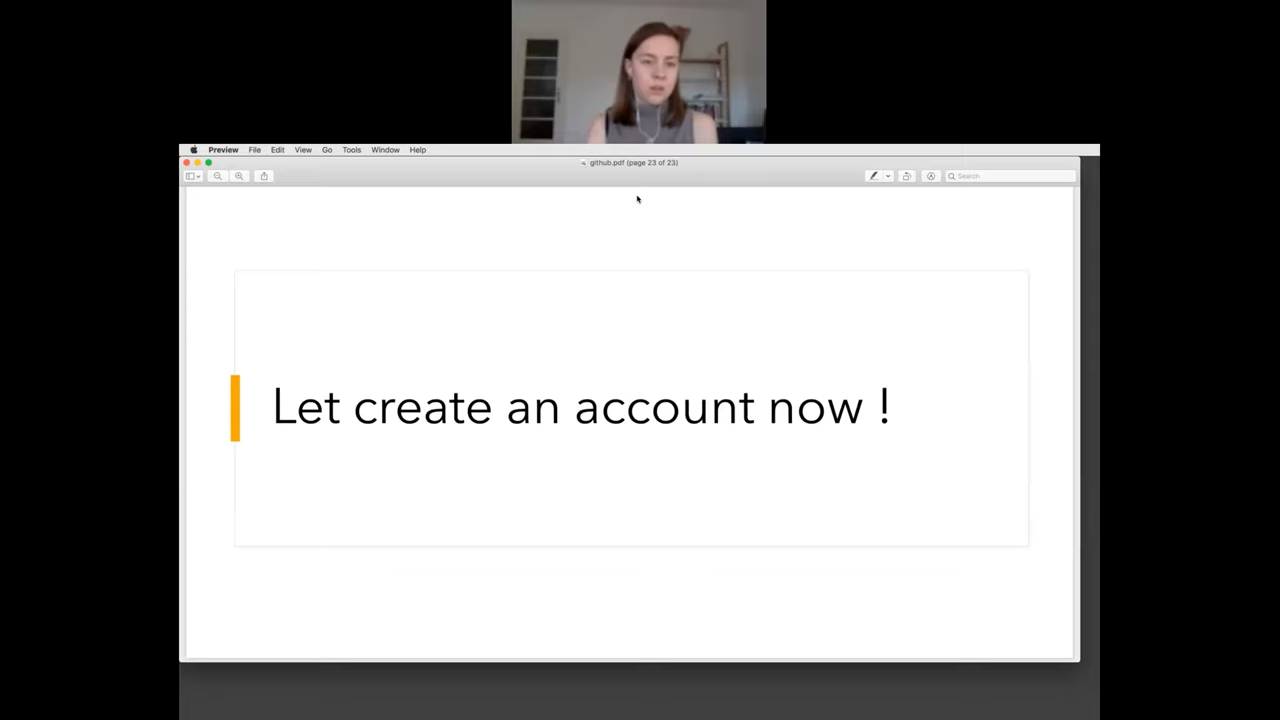 Preview File Edit View Go Tools Window Help
github.pdf (page 23 of 23)
Search
Let create an account now !